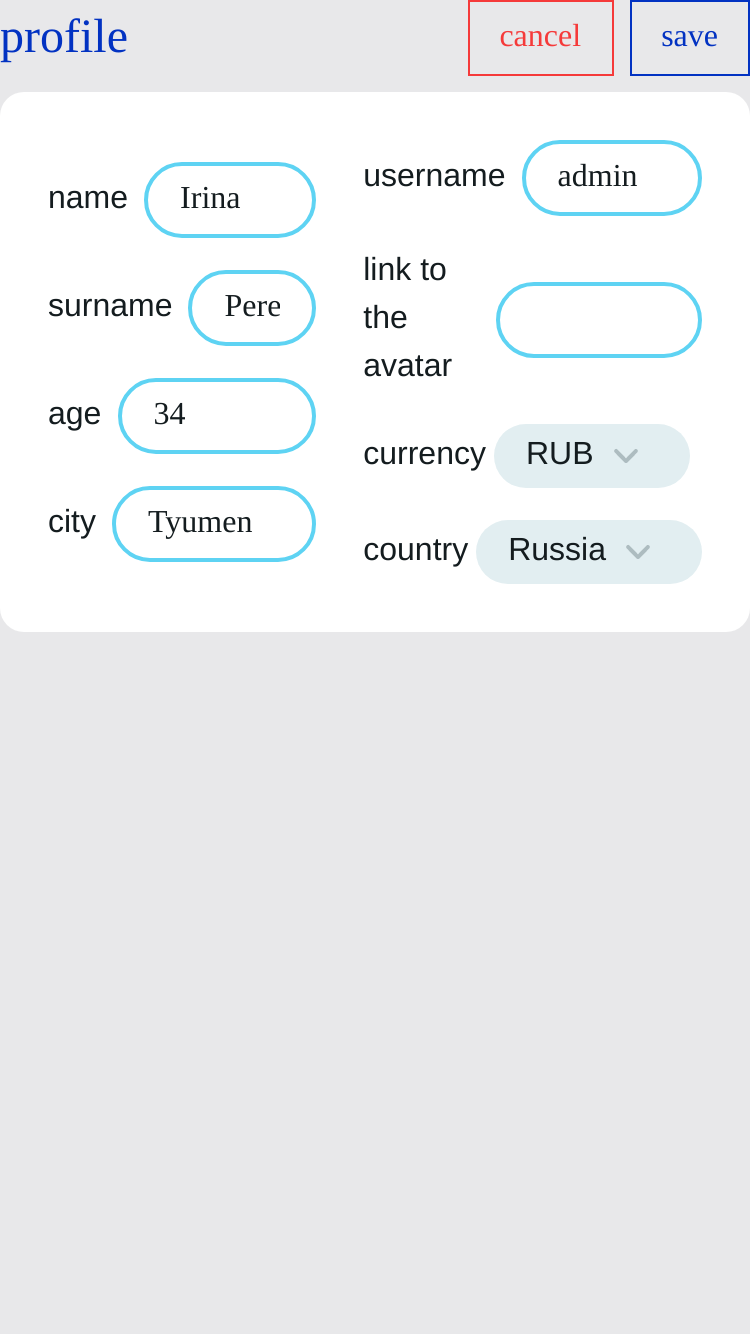 profile
cancel
save
name
Irina
surname
Pere
age
34
city
Tyumen
username
admin
link to
the
avatar
currency
RUB
country
Russia